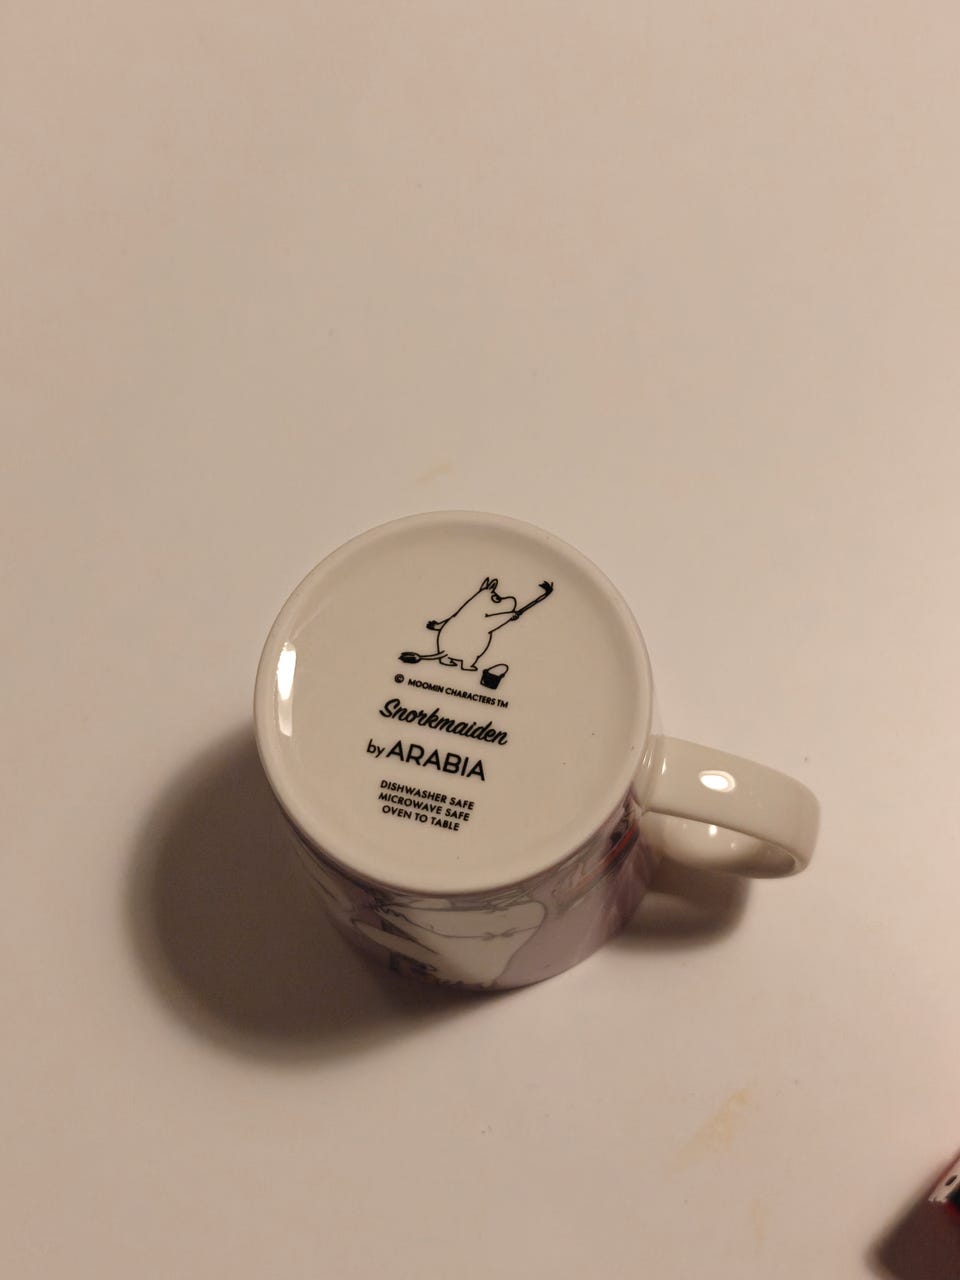 © MOOMIN CHARACTERS TM
Snorkmaiden
by ARABIA
DISHWASHER SAFE
MICROWAVE SAFE
OVEN TO TABLE